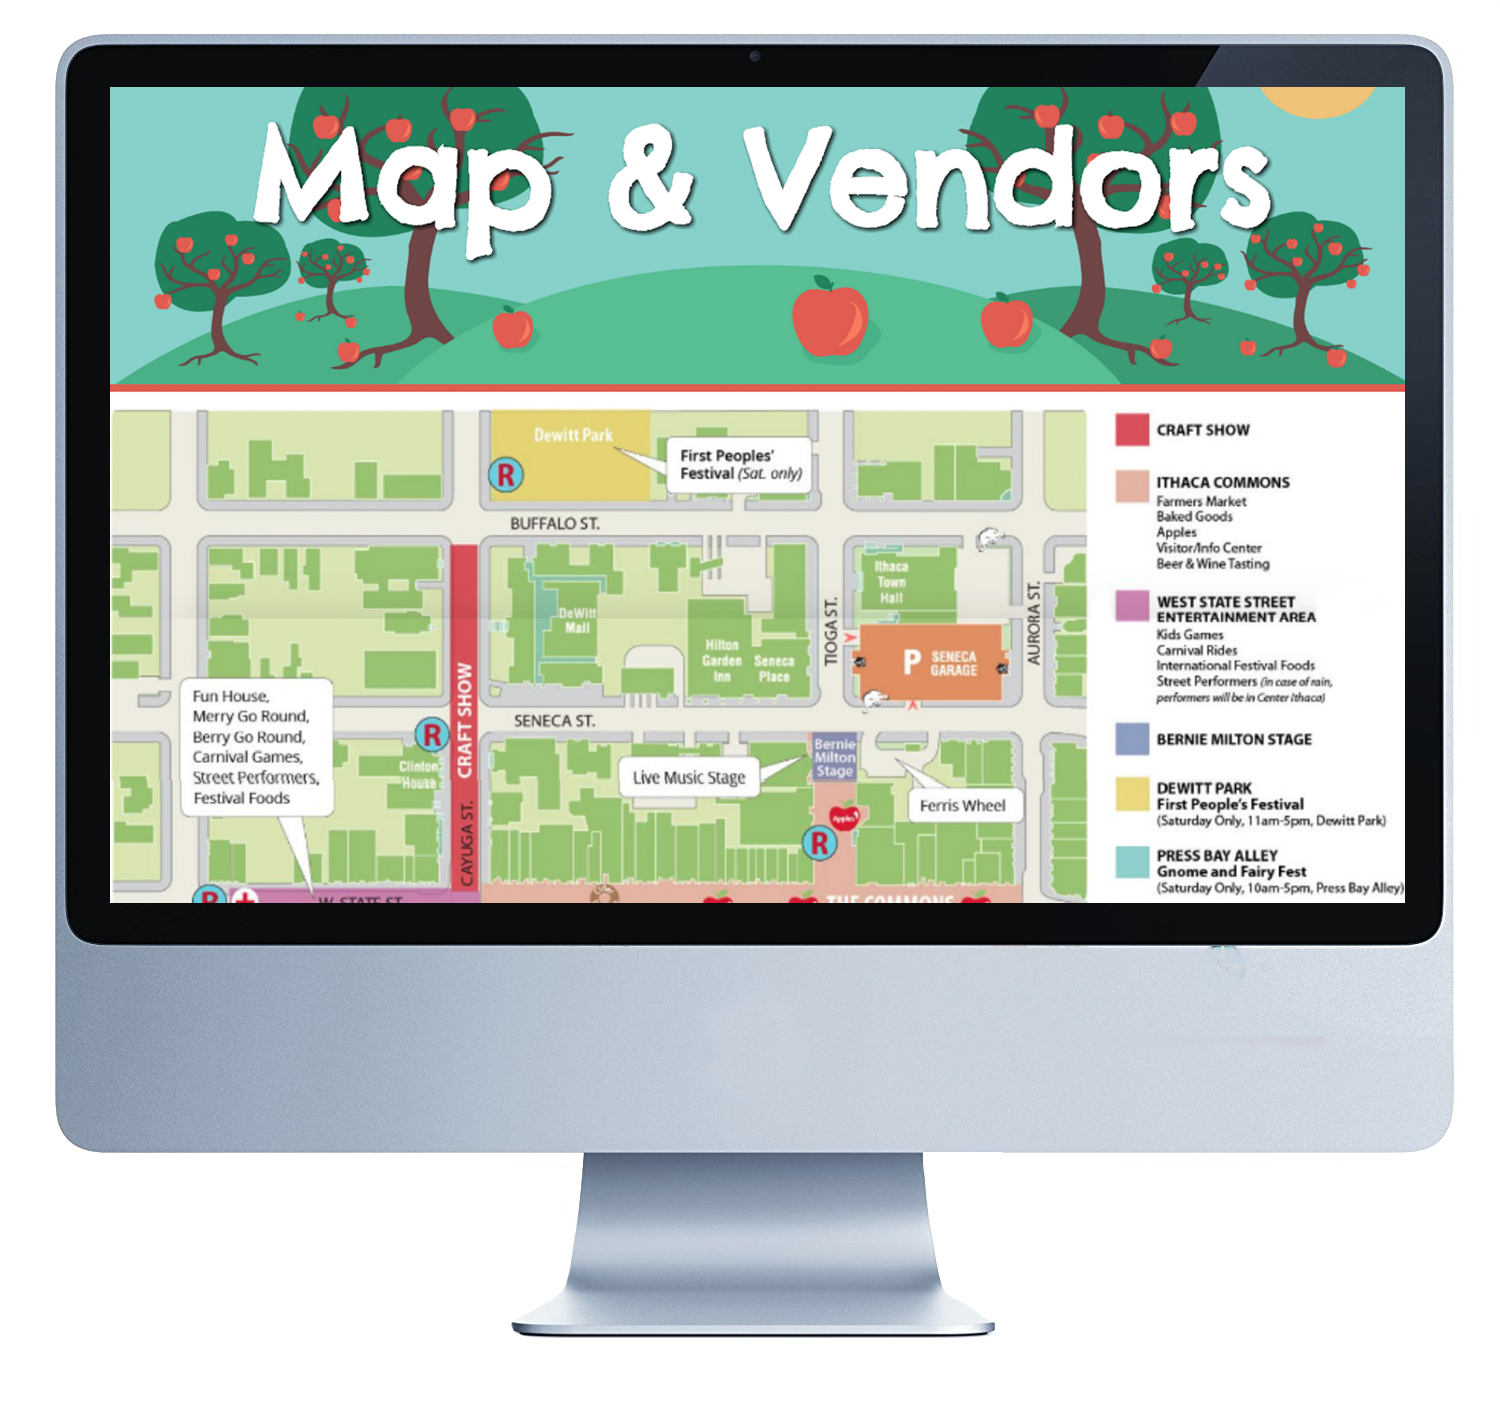 Map & Vendors
Dewitt Park
First Peoples'
Festival (Sat. only)
R
BUFFALO ST.
DeWitt
Mall
Hilton
Garden
Inn
Seneca
Place
TIOGA ST.
Ithaca
Town
Hall
P SENECA
GARAGE
AURORA ST.
CRAFT SHOW
CAYUGA ST.
SENECA ST.
Fun House,
Merry Go Round,
Berry Go Round,
Carnival Games,
Street Performers,
Festival Foods
R
Clinton
House
Live Music Stage
Bernie
Milton
Stage
Ferris Wheel
Apples
R
R
W. STATE ST.
THE COMMONS
CRAFT SHOW
ITHACA COMMONS
Farmers Market
Baked Goods
Apples
Visitor/Info Center
Beer & Wine Tasting
WEST STATE STREET
ENTERTAINMENT AREA
Kids Games
Carnival Rides
International Festival Foods
Street Performers (in case of rain,
performers will be in Center Ithaca)
BERNIE MILTON STAGE
DEWITT PARK
First People's Festival
(Saturday Only, 11am-5pm, Dewitt Park)
PRESS BAY ALLEY
Gnome and Fairy Fest
(Saturday Only, 10am-5pm, Press Bay Alley)